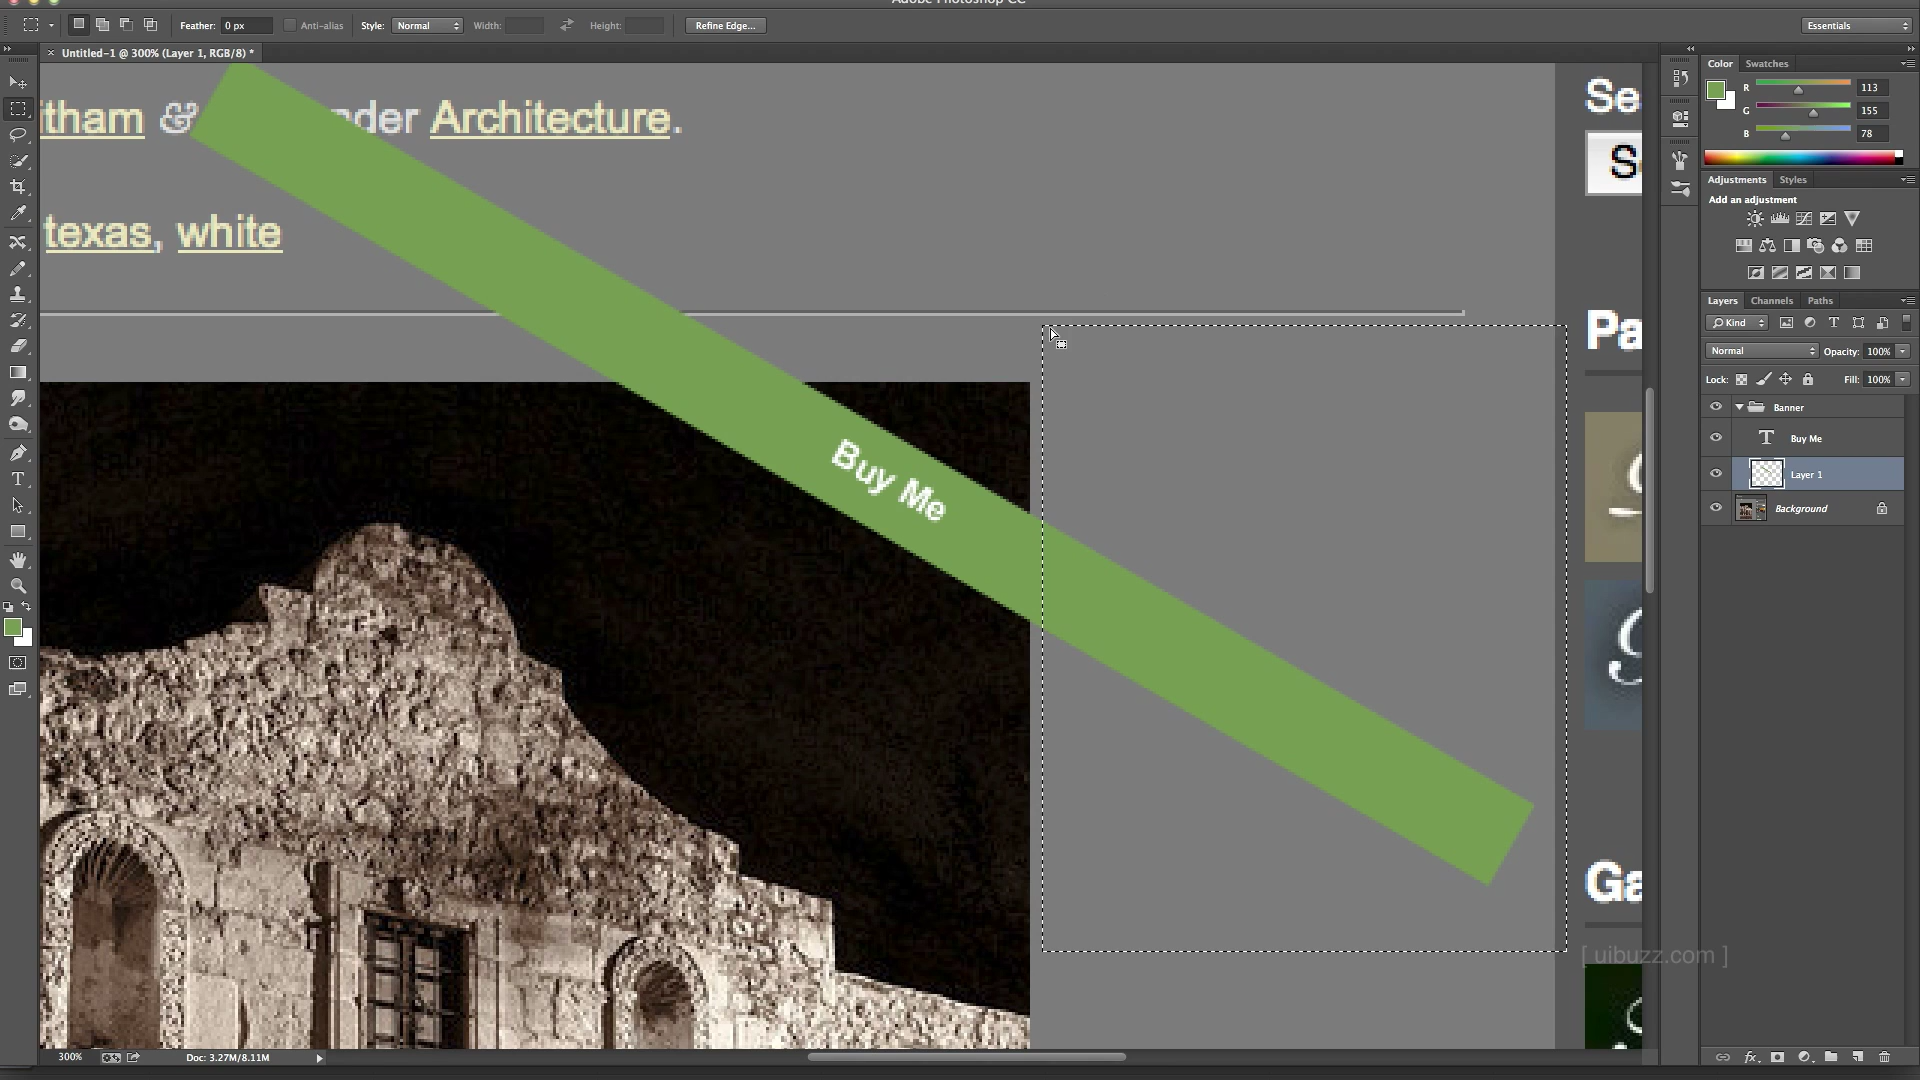 Feather: 0 px
Anti-alias
Style: Normal
Width:
Height:
Refine Edge...
Essentials
Untitled-1 @ 300% (Layer 1, RGB/8) *
Color Swatches
R 113
G 155
B 78
Adjustments Styles
Add an adjustment
Layers Channels Paths
Kind
Normal Opacity: 100%
Lock: Fill: 100%
Banner
Buy Me
Layer 1
Background
itham & nder Architecture.
texas, white
Buy Me
Se
S
Pa
Ga
[ uibuzz.com ]
300% Doc: 3.27M/8.11M